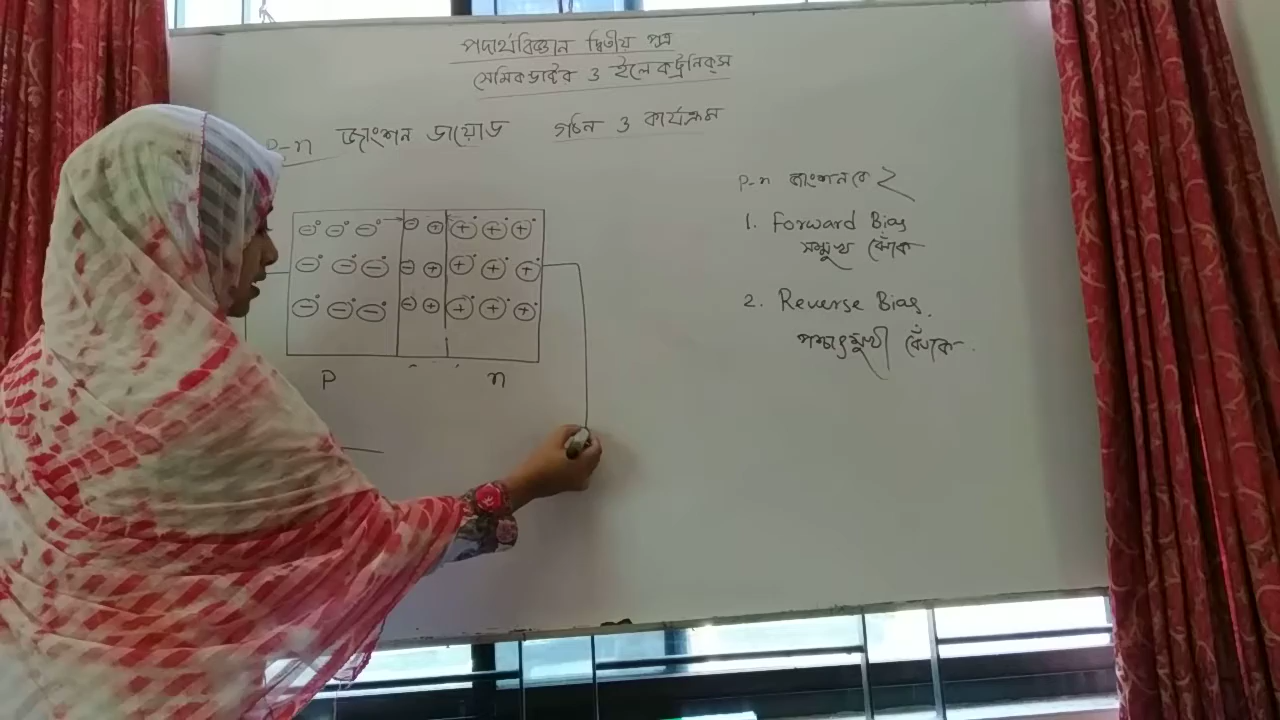 পদার্থবিজ্ঞান দ্বিতীয় পত্র
সেমিকন্ডাক্টর ও ইলেকট্রনিক্স
P-n জাংশন ডায়োড গঠন ও কার্যক্রম
P-n জাংশনকে ২
1. Forward Bias
সম্মুখ ঝোঁক
2. Reverse Bias.
পশ্চাৎমুখী ঝোঁক.
P n